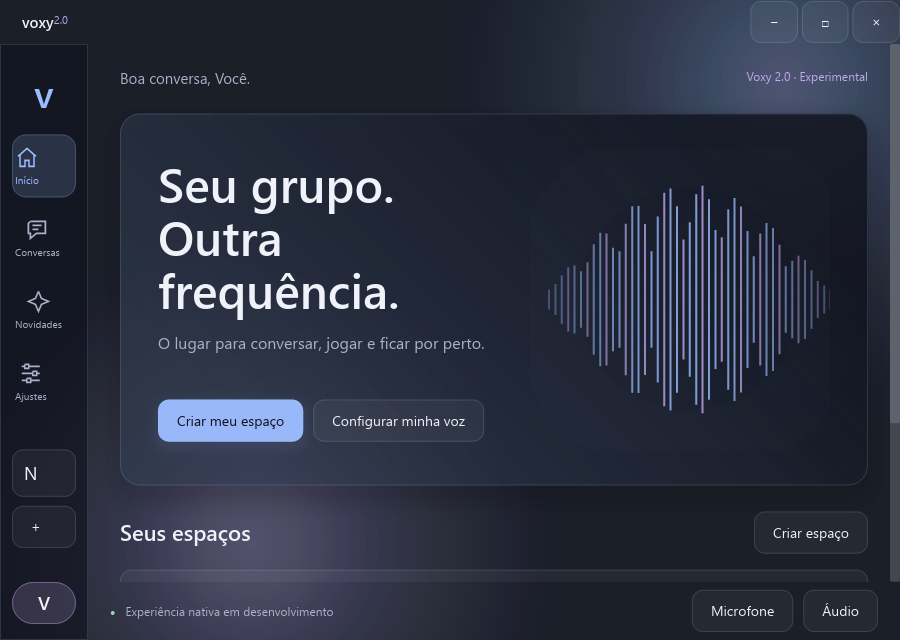 voxy2.0
V
Início
Conversas
Novidades
Ajustes
N
+
V
Boa conversa, Você.
Voxy 2.0 · Experimental
Seu grupo.
Outra
frequência.
O lugar para conversar, jogar e ficar por perto.
Criar meu espaço
Configurar minha voz
Seus espaços
Criar espaço
Experiência nativa em desenvolvimento
Microfone
Áudio